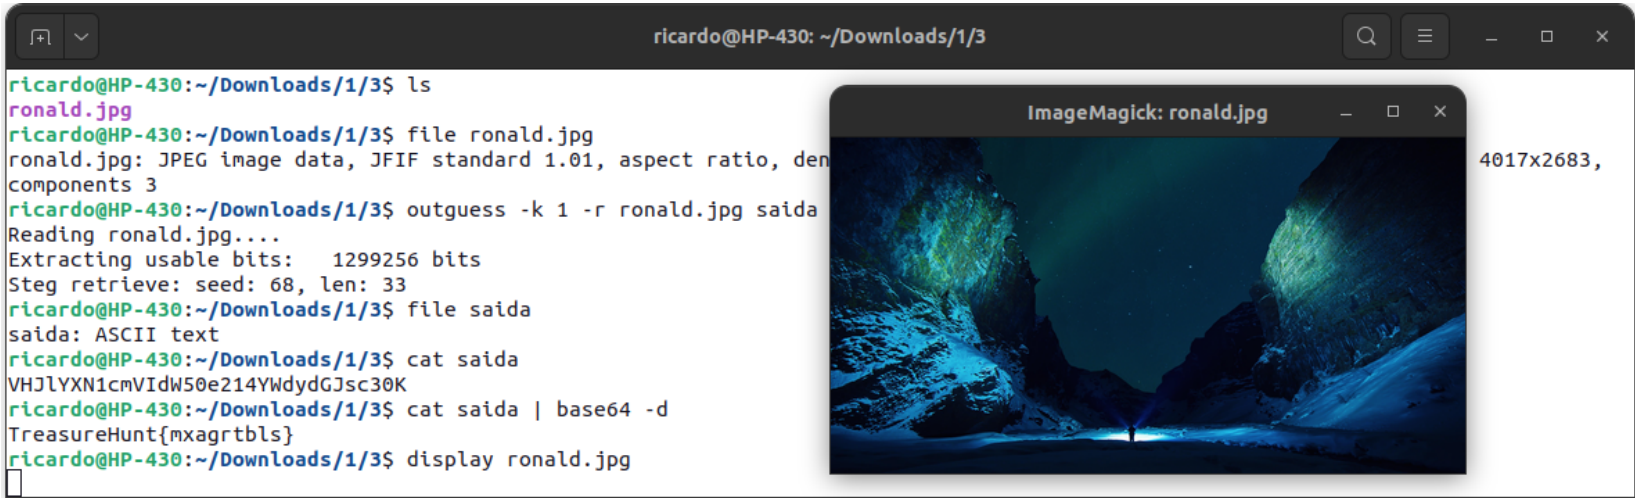 ricardo@HP-430: ~/Downloads/1/3
ricardo@HP-430:~/Downloads/1/3$ ls
ronald.jpg
ricardo@HP-430:~/Downloads/1/3$ file ronald.jpg
ronald.jpg: JPEG image data, JFIF standard 1.01, aspect ratio, den 4017x2683,
components 3
ricardo@HP-430:~/Downloads/1/3$ outguess -k 1 -r ronald.jpg saida
Reading ronald.jpg....
Extracting usable bits:   1299256 bits
Steg retrieve: seed: 68, len: 33
ricardo@HP-430:~/Downloads/1/3$ file saida
saida: ASCII text
ricardo@HP-430:~/Downloads/1/3$ cat saida
VHJlYXN1cmVIdW50e214YWdydGJsc30K
ricardo@HP-430:~/Downloads/1/3$ cat saida | base64 -d
TreasureHunt{mxagrtbls}
ricardo@HP-430:~/Downloads/1/3$ display ronald.jpg
ImageMagick: ronald.jpg